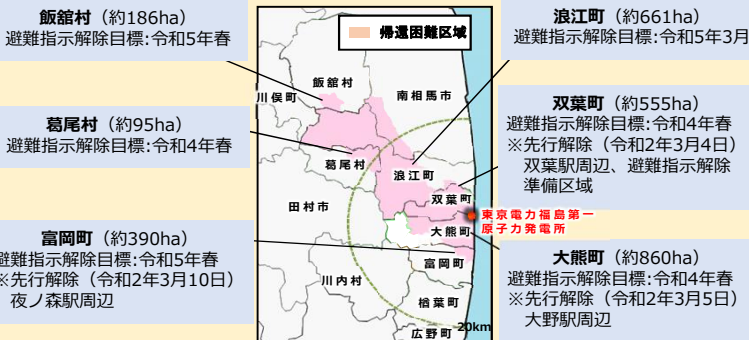 飯舘村（約186ha）
避難指示解除目標:令和5年春
葛尾村（約95ha）
避難指示解除目標:令和4年春
富岡町（約390ha）
避難指示解除目標:令和5年春
※先行解除（令和2年3月10日）
夜ノ森駅周辺
帰還困難区域
飯舘村
川俣町
南相馬市
葛尾村
浪江町
双葉町
田村市
東京電力福島第一
原子力発電所
大熊町
富岡町
川内村
楢葉町
20km
広野町
浪江町（約661ha）
避難指示解除目標:令和5年3月
双葉町（約555ha）
避難指示解除目標:令和4年春
※先行解除（令和2年3月4日）
双葉駅周辺、避難指示解除
準備区域
大熊町（約860ha）
避難指示解除目標:令和4年春
※先行解除（令和2年3月5日）
大野駅周辺